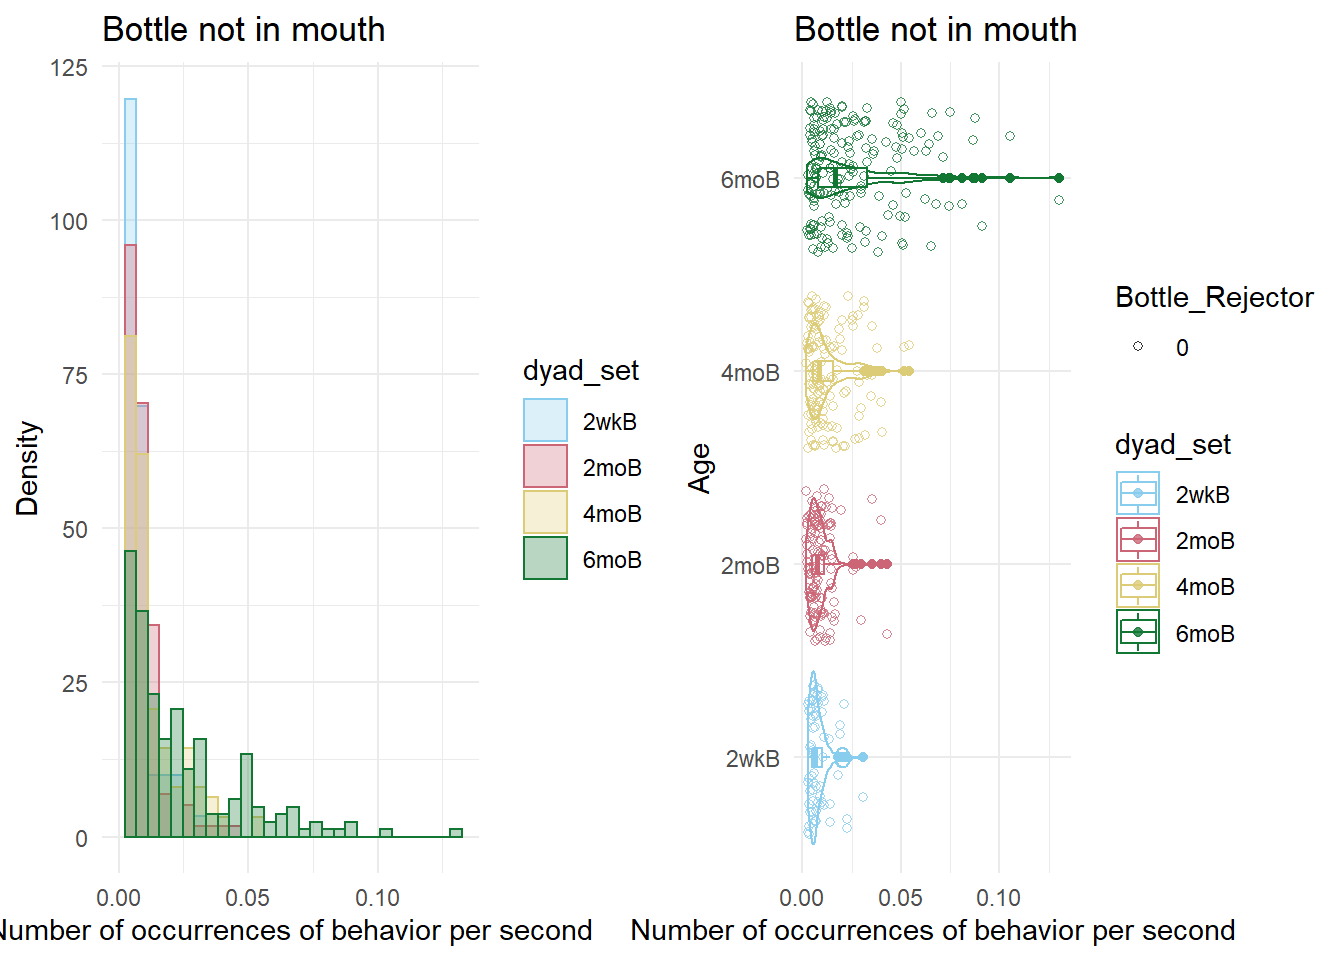 Bottle not in mouth
125
100
75
50
25
0
Density
0.00
0.05
0.10
Number of occurrences of behavior per second
dyad_set
2wkB
2moB
4moB
6moB
Bottle not in mouth
6moB
4moB
2moB
2wkB
Age
0.00
0.05
0.10
Number of occurrences of behavior per second
Bottle_Rejector
0
dyad_set
2wkB
2moB
4moB
6moB